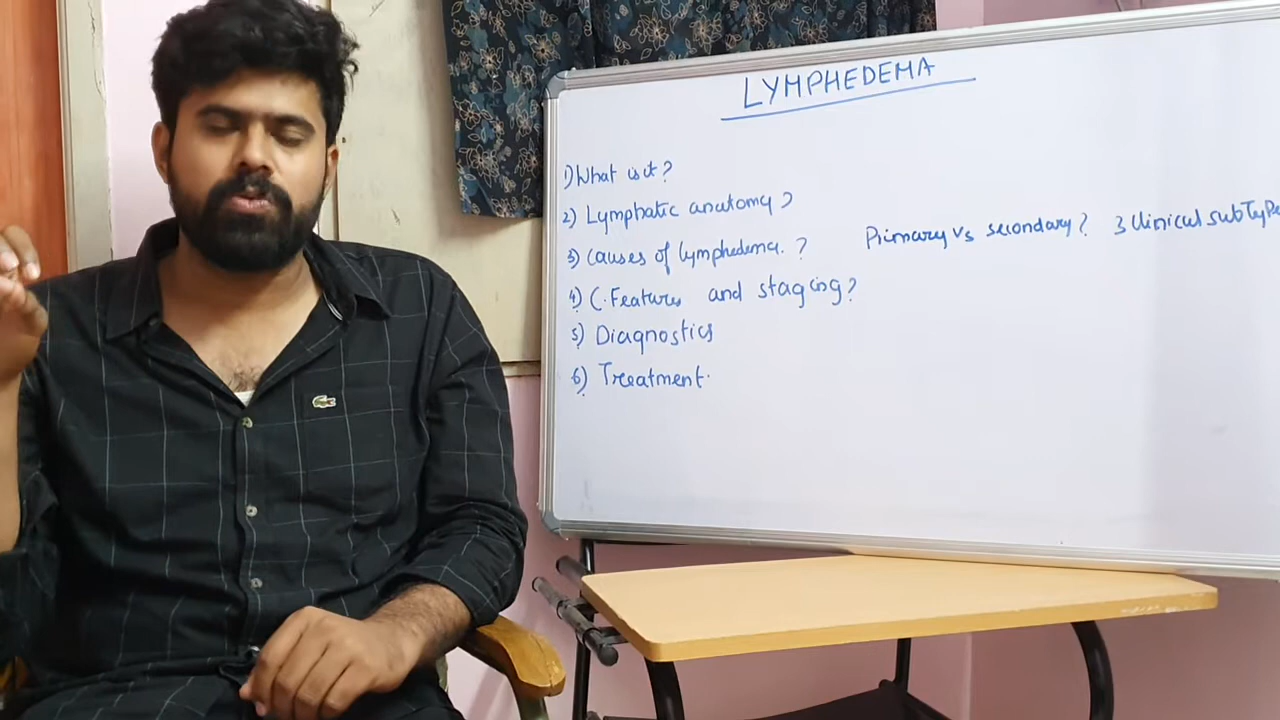 LYMPHEDEMA
1) What is it?
2) Lymphatic anatomy?
3) Causes of lymphedema. ? Primary vs secondary? 3 Clinical subType
4) C. Features and staging?
5) Diagnostics
6) Treatment.